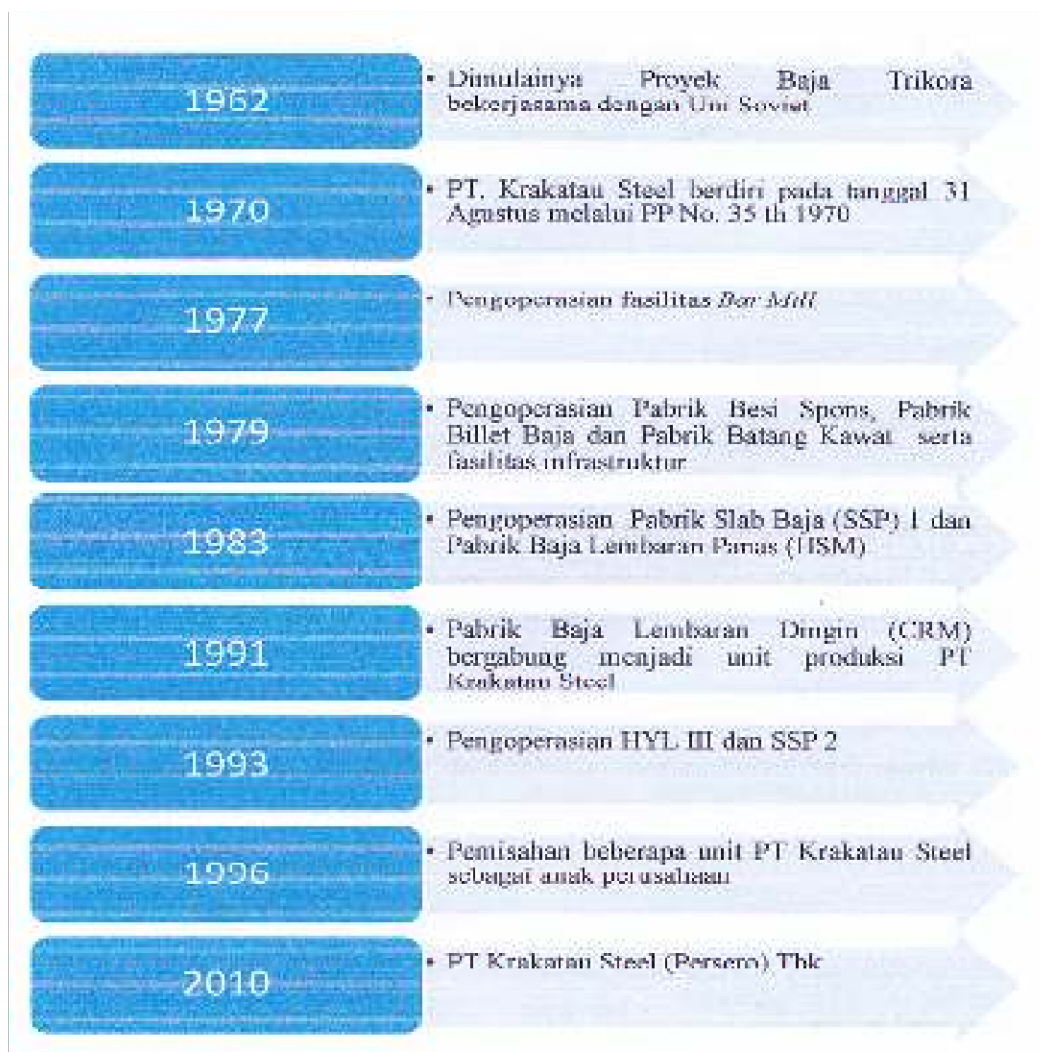 1962
• Dimulainya Proyek Baja Trikora
bekerjasama dengan Uni Soviet
1970
• PT. Krakatau Steel berdiri pada tanggal 31
Agustus melalui PP No. 35 th 1970
1977
• Pengoperasian fasilitas Bar Mill
1979
• Pengoperasian Pabrik Besi Spons, Pabrik
Billet Baja dan Pabrik Batang Kawat serta
fasilitas infrastruktur
1983
• Pengoperasian Pabrik Slab Baja (SSP) 1 dan
Pabrik Baja Lembaran Panas (HSM)
1991
• Pabrik Baja Lembaran Dingin (CRM)
bergabung menjadi unit produksi PT
Krakatau Steel
1993
• Pengoperasian HYL III dan SSP 2
1996
• Pemisahan beberapa unit PT Krakatau Steel
sebagai anak perusahaan
2010
• PT Krakatau Steel (Persero) Tbk